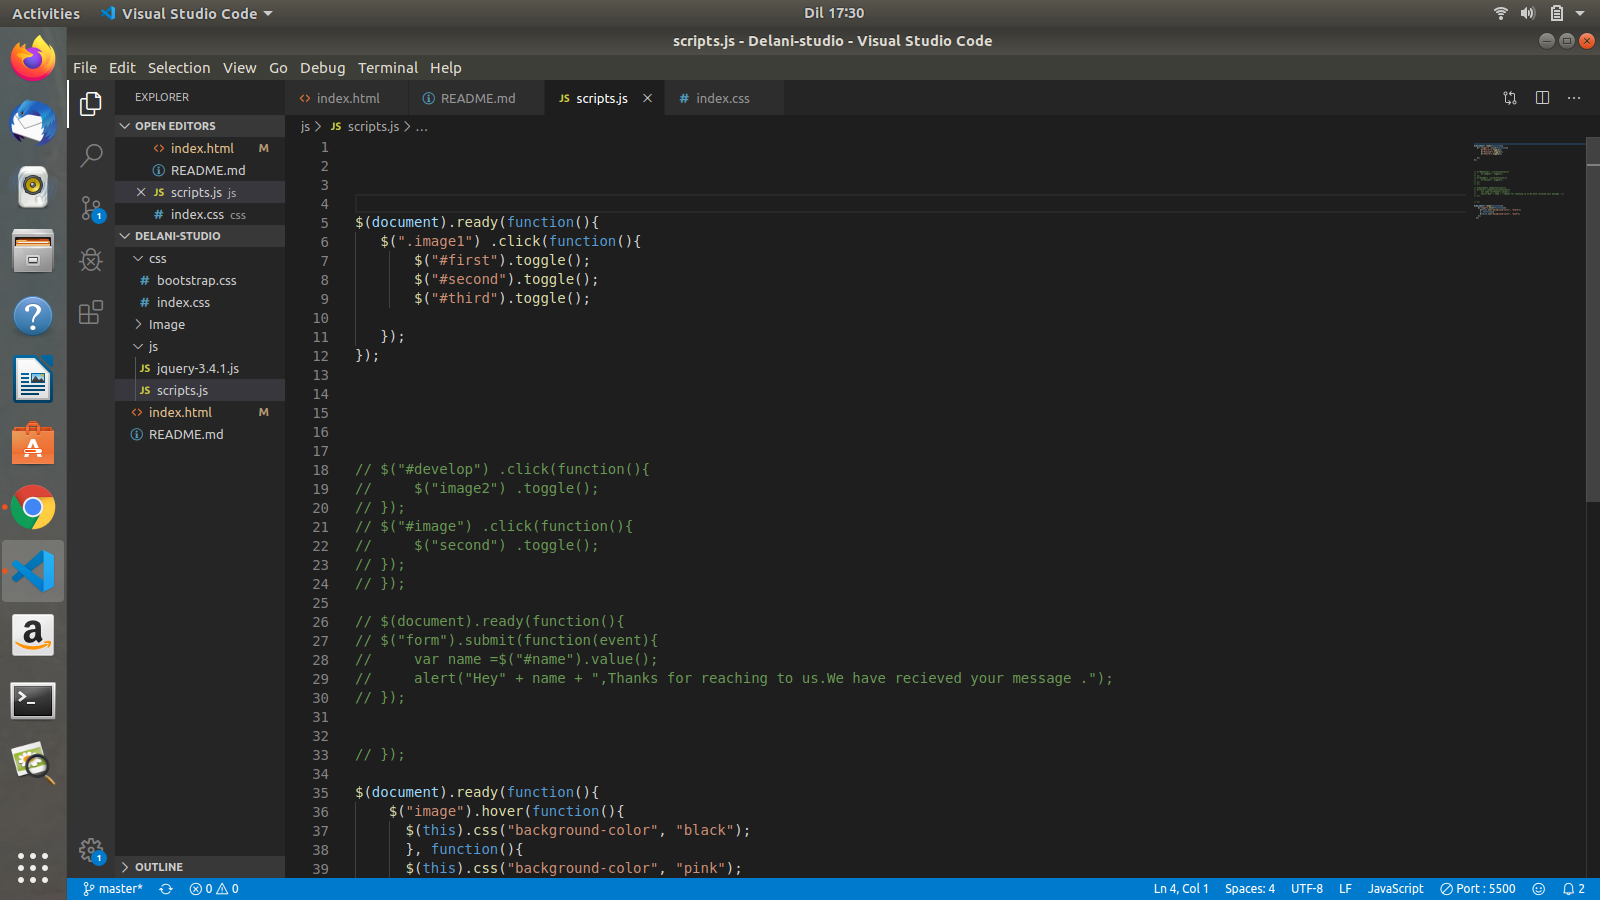 Activities
Visual Studio Code
Dil 17:30
scripts.js - Delani-studio - Visual Studio Code
File Edit Selection View Go Debug Terminal Help
EXPLORER
index.html
README.md
JS scripts.js
# index.css
OPEN EDITORS
index.html M
README.md
JS scripts.js js
# index.css css
DELANI-STUDIO
css
# bootstrap.css
# index.css
Image
js
JS jquery-3.4.1.js
JS scripts.js
index.html M
README.md
OUTLINE
1
1
js > JS scripts.js > ...
1
2
3
4
5 $(document).ready(function(){
6 $(".image1") .click(function(){
7 $("#first").toggle();
8 $("#second").toggle();
9 $("#third").toggle();
10
11 });
12 });
13
14
15
16
17
18 // $("#develop") .click(function(){
19 // $("image2") .toggle();
20 // });
21 // $("#image") .click(function(){
22 // $("second") .toggle();
23 // });
24 // });
25
26 // $(document).ready(function(){
27 // $("form").submit(function(event){
28 // var name =$("#name").value();
29 // alert("Hey" + name + ",Thanks for reaching to us.We have recieved your message .");
30 // });
31
32
33 // });
34
35 $(document).ready(function(){
36 $("image").hover(function(){
37 $(this).css("background-color", "black");
38 }, function(){
39 $(this).css("background-color", "pink");
master* 0 0
Ln 4, Col 1 Spaces: 4 UTF-8 LF JavaScript Port : 5500 2